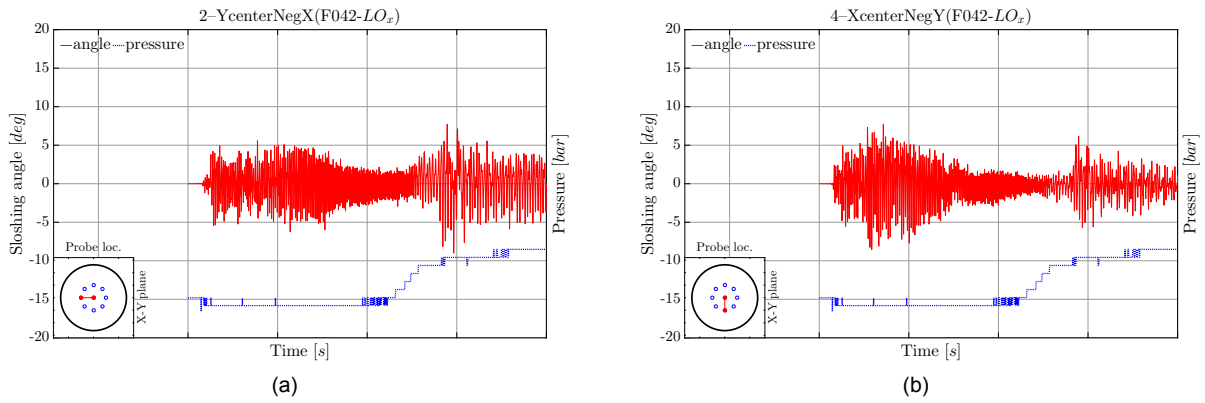 2–YcenterNegX(F042-LOx)
20
angle
pressure
15
10
5
0
-5
-10
-15
-20
Sloshing angle [deg]
Pressure [bar]
Probe loc.
X-Y plane
Time [s]
(a)
4–XcenterNegY(F042-LOx)
20
angle
pressure
15
10
5
0
-5
-10
-15
-20
Sloshing angle [deg]
Pressure [bar
Probe loc.
X-Y plane
Time [s]
(b)